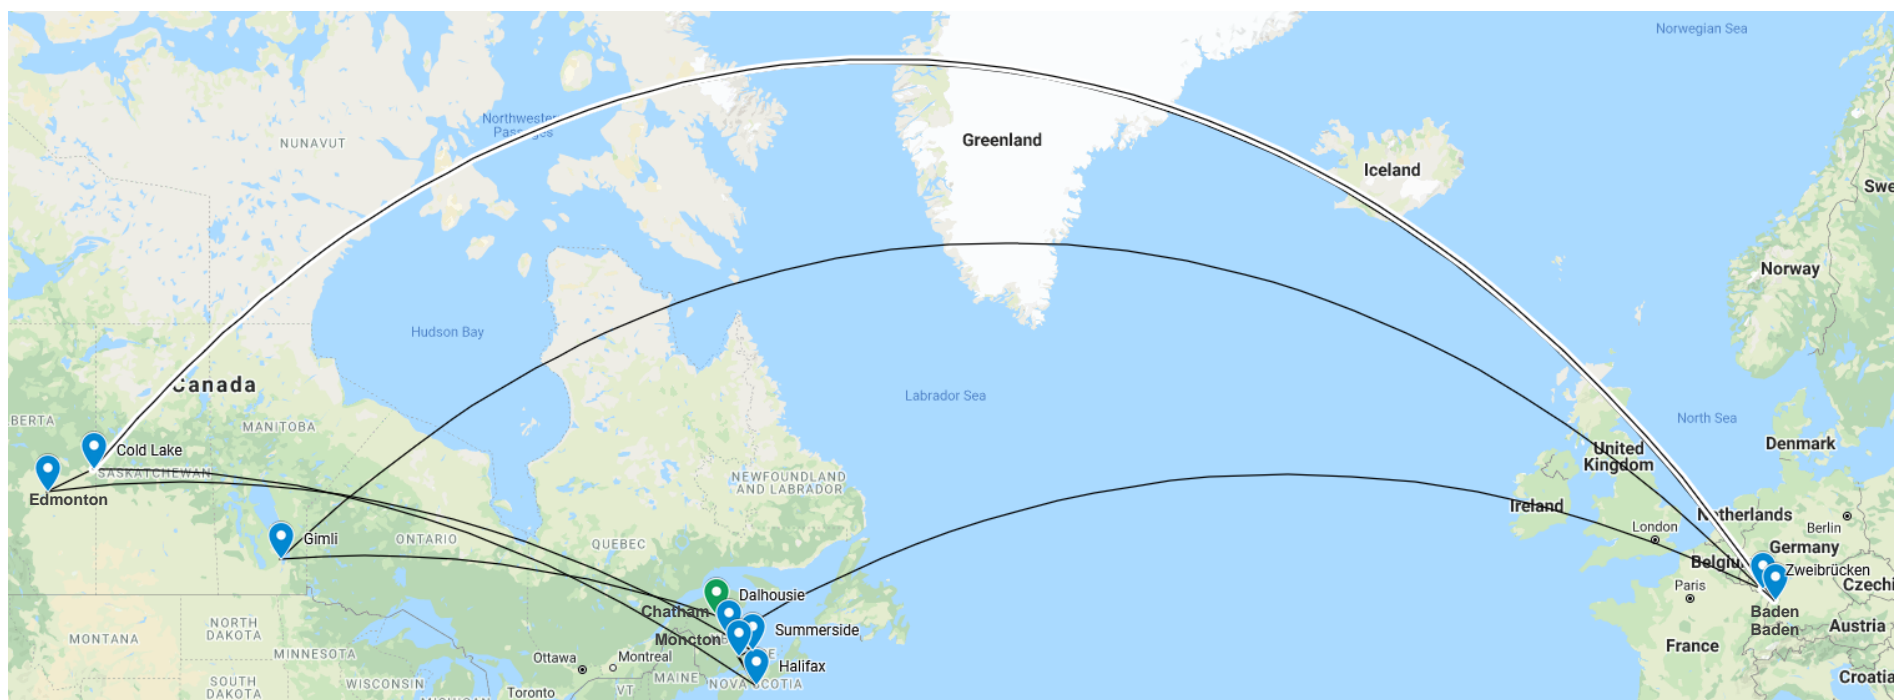 Norwegian Sea
Northwestern
Passages
NUNAVUT
Greenland
Iceland
Swe
Norway
Hudson Bay
Canada
Labrador Sea
North Sea
BERTA
MANITOBA
Denmark
Cold Lake
United
Kingdom
SASKATCHEWAN
NEWFOUNDLAND
AND LABRADOR
Edmonton
Ireland
Netherlands
London
Berlin
Gimli
ONTARIO
QUEBEC
Germany
Belgiu
Zweibrücken
Paris
Czechi
Dalhousie
Chatham
Baden
Baden
Summerside
Moncton
Austria
MONTANA
NORTH
DAKOTA
MINNESOTA
Ottawa
Montreal
France
Halifax
MAINE
NOVA SCOTIA
Croatia
SOUTH
DAKOTA
WISCONSIN
VT
Toronto